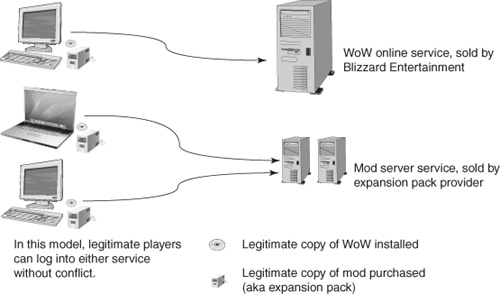 WoW online service, sold by
Blizzard Entertainment
Mod server service, sold by
expansion pack provider
In this model, legitimate players
can log into either service
without conflict.
Legitimate copy of WoW installed
Legitimate copy of mod purchased
(aka expansion pack)